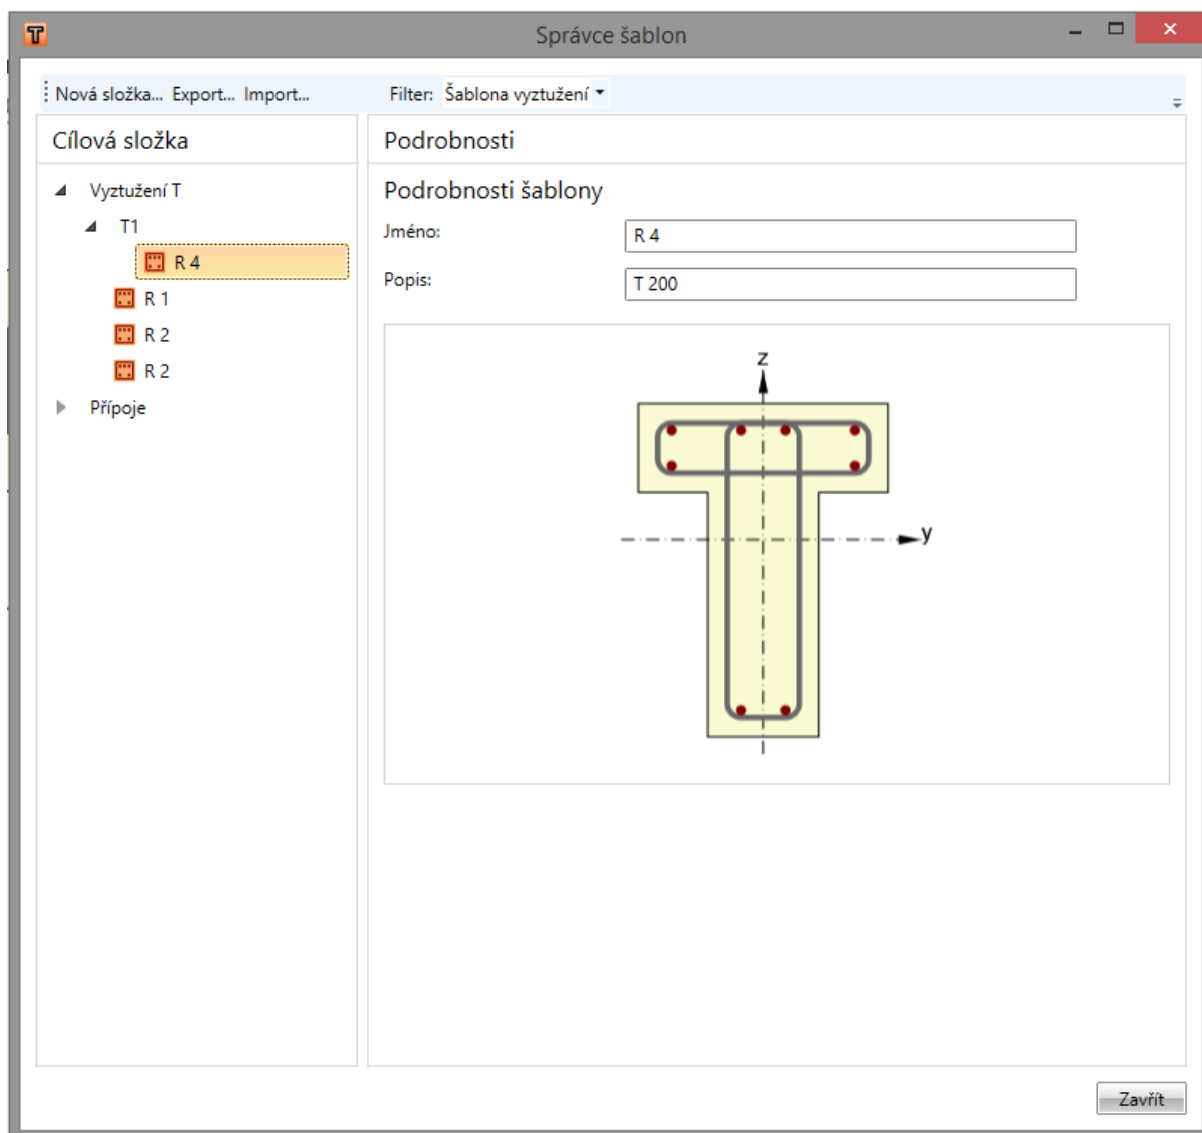 T
Správce šablon
Nová složka... Export... Import... Filter: Šablona vyztužení
Cílová složka
Podrobnosti
Vyztužení T
T1
R 4
R 1
R 2
R 2
Přípoje
Podrobnosti šablony
Jméno: R 4
Popis: T 200
z
y
Zavřít